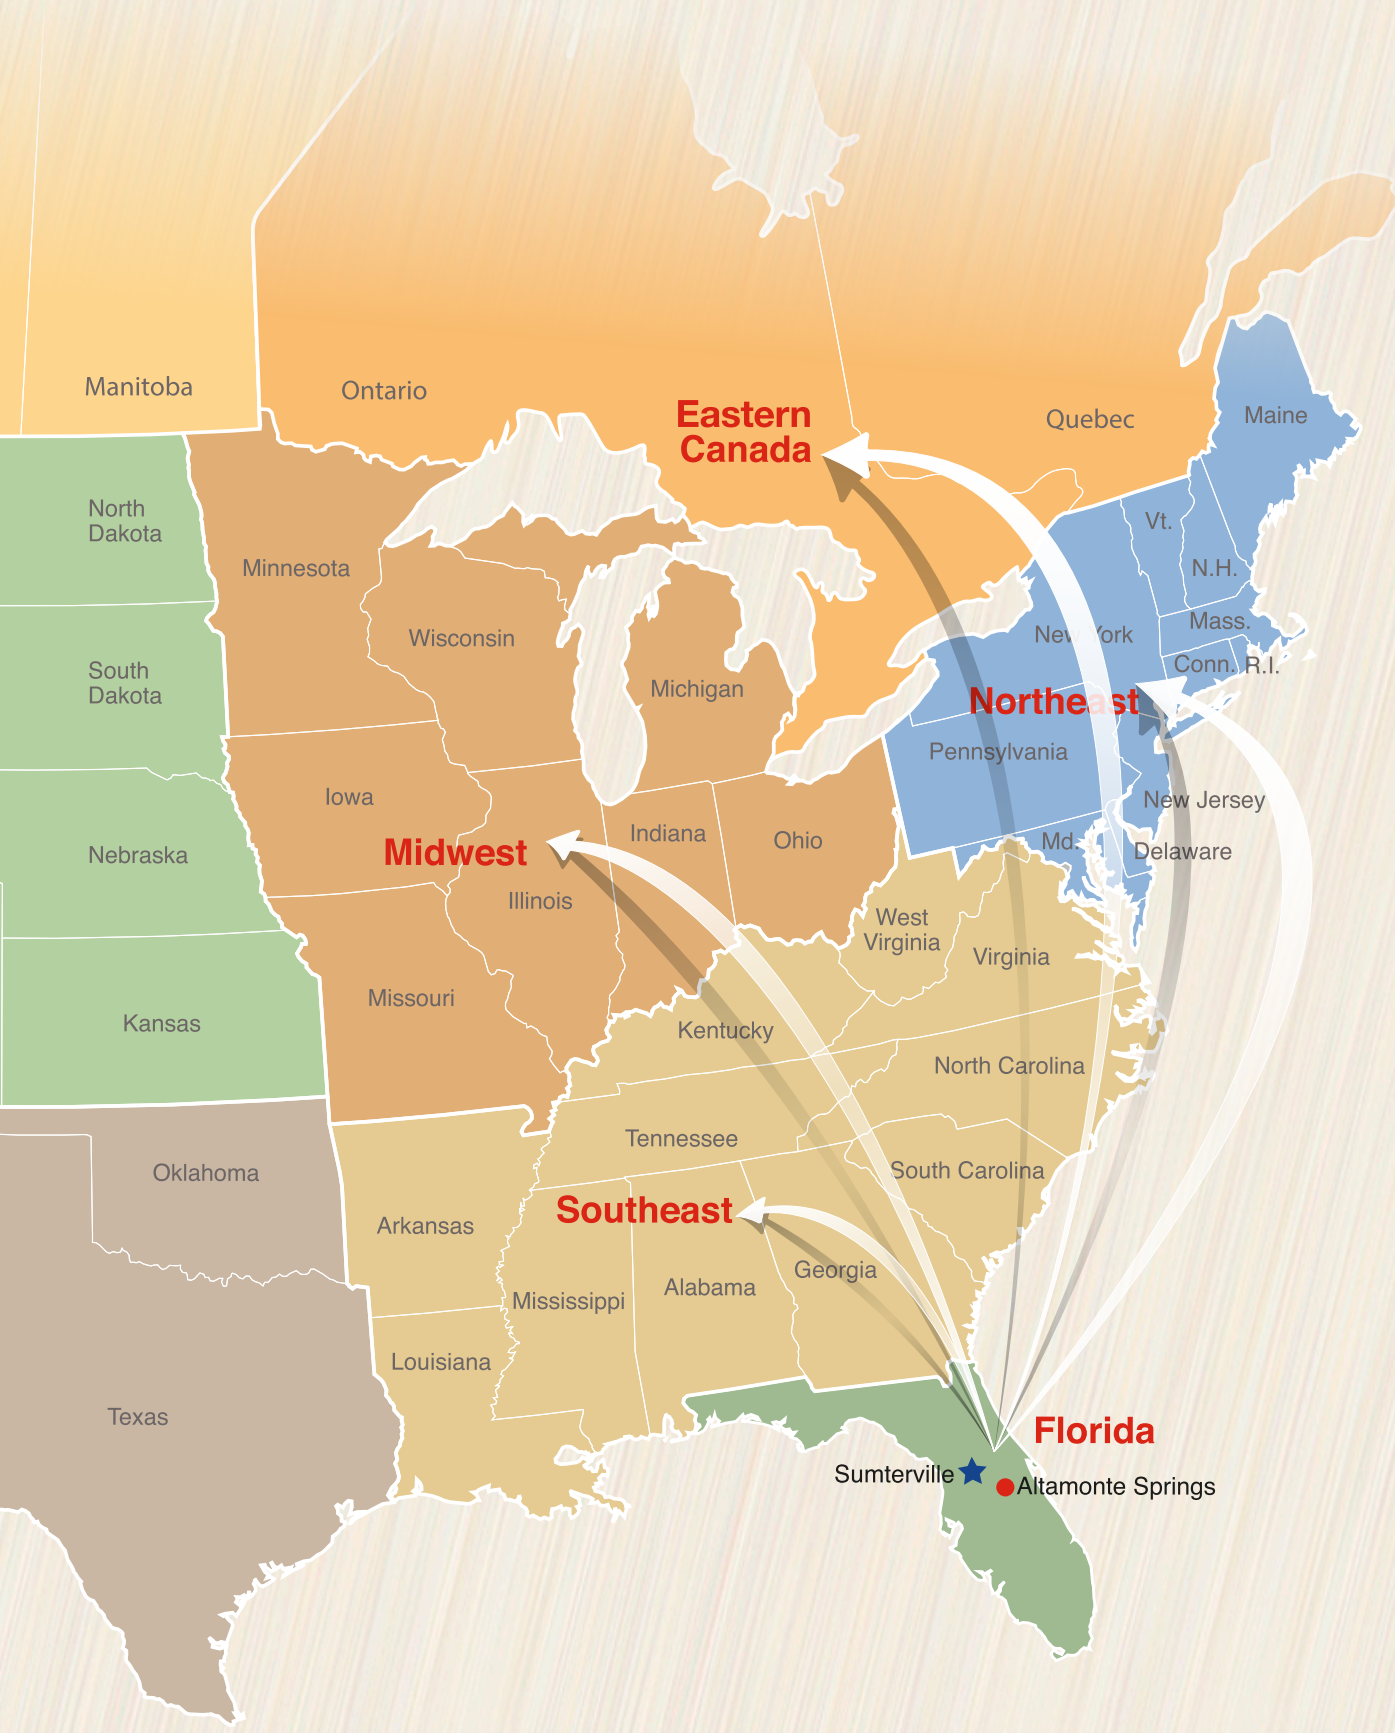 Manitoba
Ontario
Eastern
Canada
Quebec
Maine
North
Dakota
Minnesota
Vt.
N.H.
Mass.
Wisconsin
New York
Conn.
R.I.
South
Dakota
Michigan
Northeast
Pennsylvania
Iowa
New Jersey
Nebraska
Midwest
Indiana
Ohio
Md.
Delaware
Illinois
West
Virginia
Virginia
Kansas
Missouri
Kentucky
North Carolina
Tennessee
South Carolina
Oklahoma
Arkansas
Southeast
Mississippi
Alabama
Georgia
Louisiana
Texas
Florida
Sumterville
Altamonte Springs